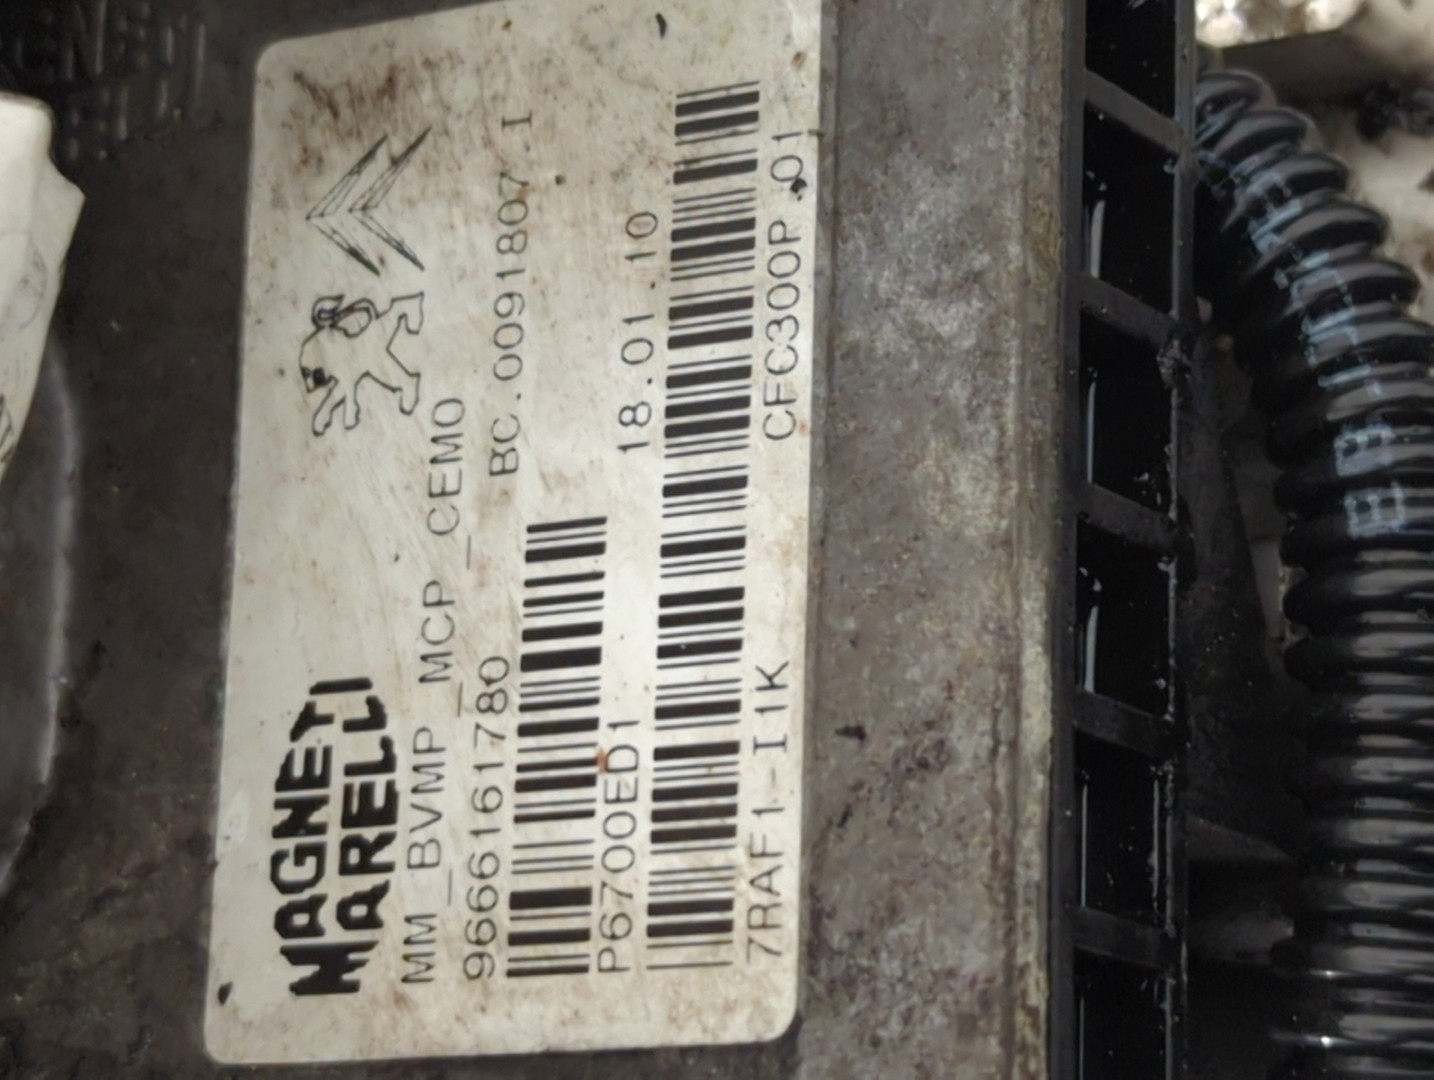 MAGNETI
MARELLI
MM_BVMP_MCP_CEMO
9666161780
BC.0091807 I
P6700ED1
18.01 10
7RAF1-I1K
CFC300P.01